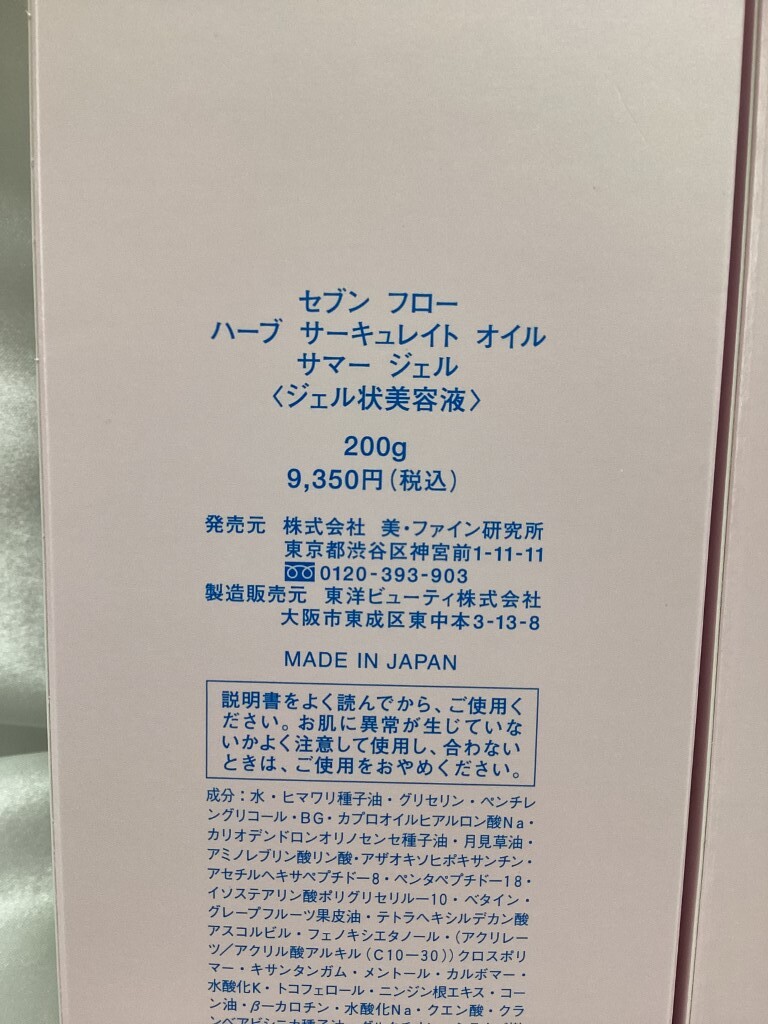 セブン フロー
ハーブ サーキュレイト オイル
サマー ジェル
〈ジェル状美容液〉
200g
9,350円(税込)
発売元 株式会社 美・ファイン研究所
東京都渋谷区神宮前1-11-11
0120-393-903
製造販売元 東洋ビューティ株式会社
大阪市東成区東中本3-13-8
MADE IN JAPAN
説明書をよく読んでから、ご使用く
ださい。お肌に異常が生じていな
いかよく注意して使用し、合わない
ときは、ご使用をおやめください。
成分：水・ヒマワリ種子油・グリセリン・ペンチレ
ングリコール・BG・カプロオイルヒアルロン酸Na・
カリオデンドロンオリノセンセ種子油・月見草油・
アミノレブリン酸リン酸・アザオキソヒポキサンチン・
アセチルヘキサペプチド－8・ペンタペプチド－18・
イソステアリン酸ポリグリセリル－10・ベタイン・
グレープフルーツ果皮油・テトラヘキシルデカン酸
アスコルビル・フェノキシエタノール・(アクリレー
ツ／アクリル酸アルキル(C10－30))クロスポリ
マー・キサンタンガム・メントール・カルボマー・
水酸化K・トコフェロール・ニンジン根エキス・コー
ン油・β－カロチン・水酸化Na・クエン酸・クラ
ンベアビシニカ種子油・